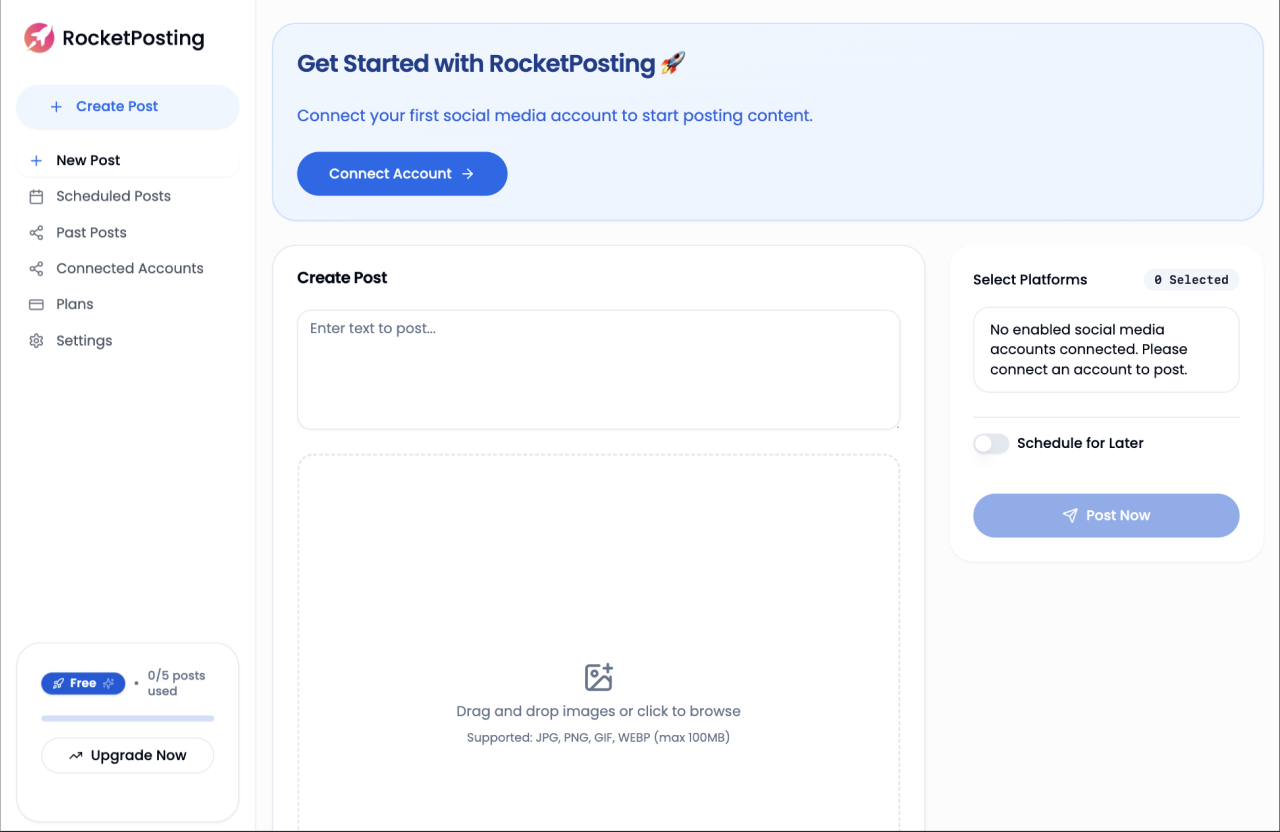 RocketPosting
Create Post
New Post
Scheduled Posts
Past Posts
Connected Accounts
Plans
Settings
Free
0/5 posts
used
Upgrade Now
Get Started with RocketPosting 🚀
Connect your first social media account to start posting content.
Connect Account →
Create Post
Enter text to post...
Drag and drop images or click to browse
Supported: JPG, PNG, GIF, WEBP (max 100MB)
Select Platforms
0 Selected
No enabled social media
accounts connected. Please
connect an account to post.
Schedule for Later
Post Now